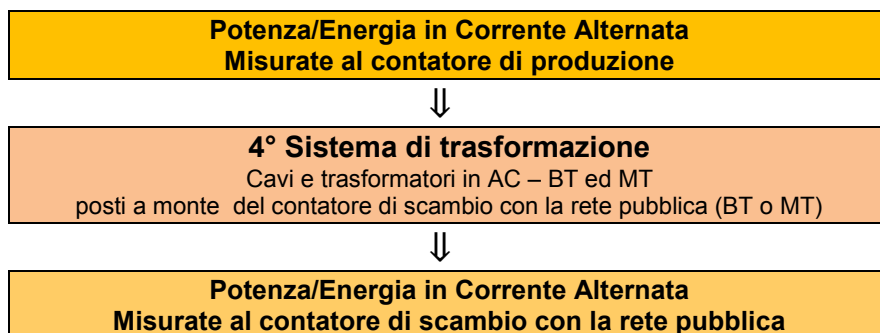 Potenza/Energia in Corrente Alternata
Misurate al contatore di produzione
⇓
4° Sistema di trasformazione
Cavi e trasformatori in AC – BT ed MT
posti a monte del contatore di scambio con la rete pubblica (BT o MT)
⇓
Potenza/Energia in Corrente Alternata
Misurate al contatore di scambio con la rete pubblica